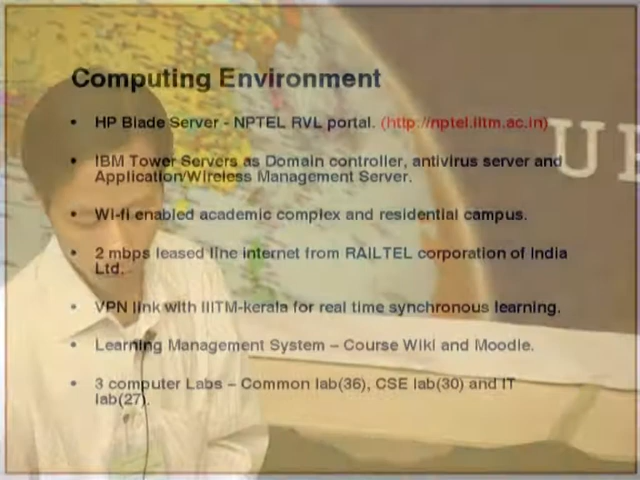 Computing Environment
• HP Blade Server - NPTEL RVL portal. (http://nptel.iitm.ac.in)
• IBM Tower Servers as Domain controller, antivirus server and
Application/Wireless Management Server.
• Wi-fi enabled academic complex and residential campus.
• 2 mbps leased line internet from RAILTEL corporation of India
Ltd.
• VPN link with IIITM-kerala for real time synchronous learning.
• Learning Management System – Course Wiki and Moodle.
• 3 computer Labs – Common lab(36), CSE lab(30) and IT
lab(27).